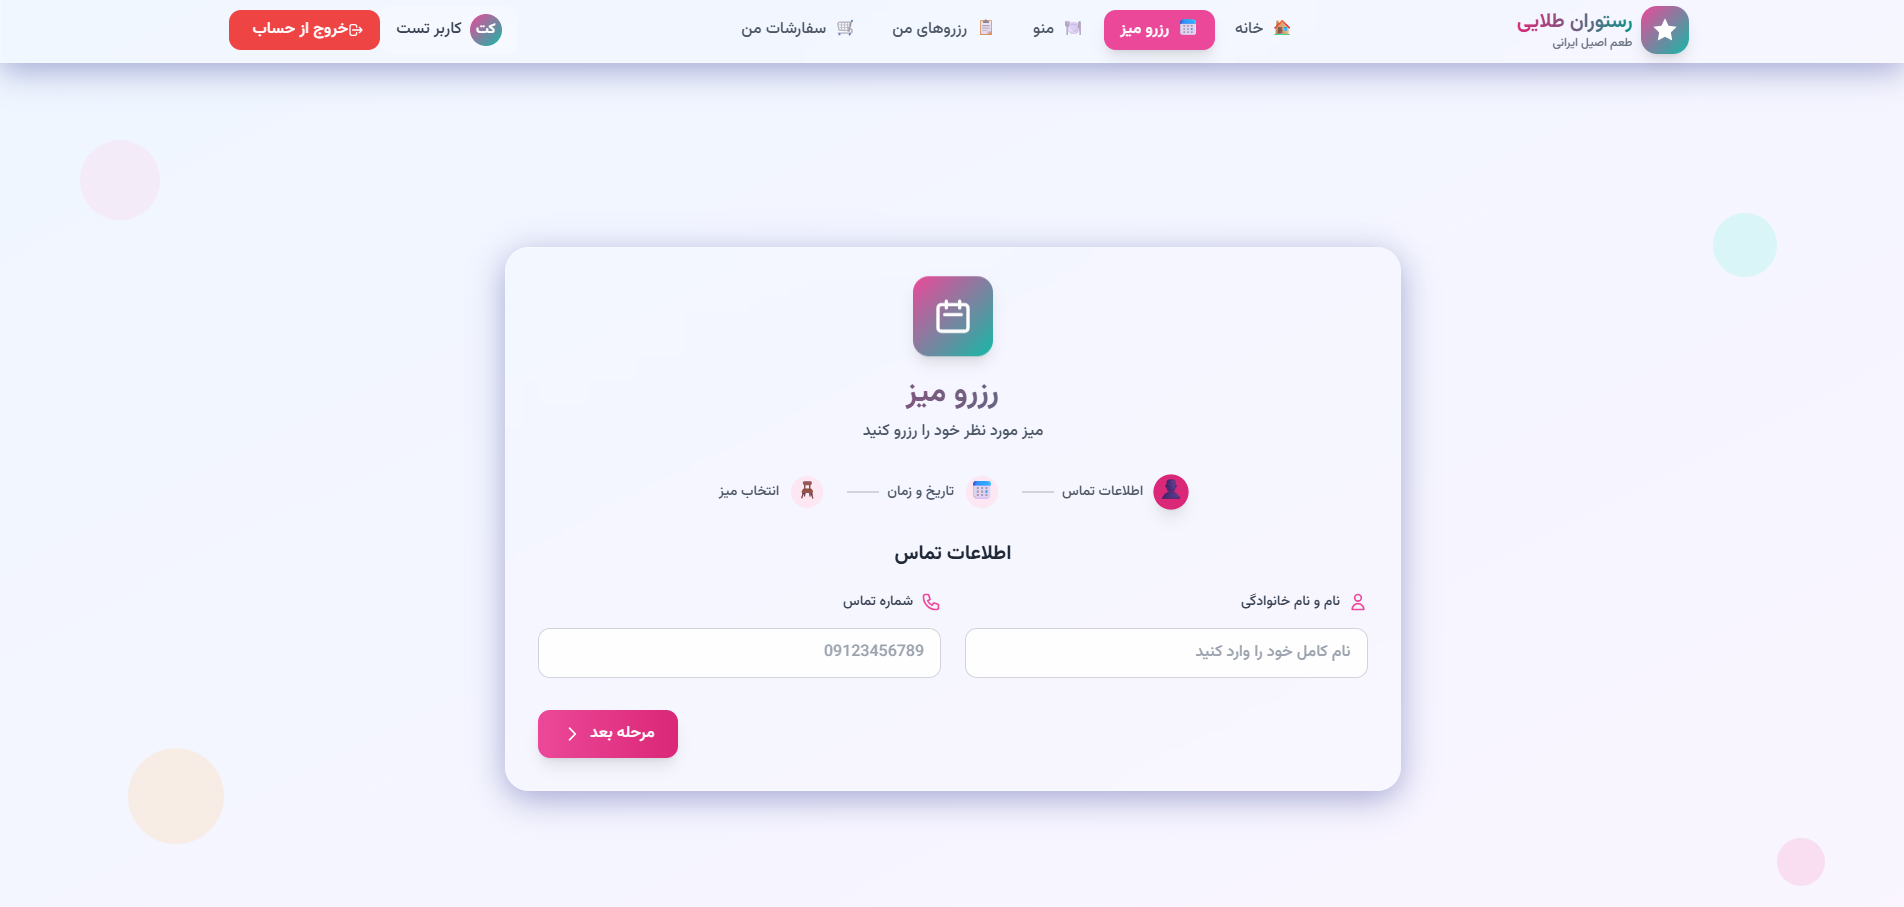 رستوران طلایی
طعم اصیل ایرانی
خانه
رزرو میز
منو
رزروهای من
سفارشات من
کت
کاربر تست
خروج از حساب
رزرو میز
میز مورد نظر خود را رزرو کنید
اطلاعات تماس
تاریخ و زمان
انتخاب میز
اطلاعات تماس
نام و نام خانوادگی
شماره تماس
نام کامل خود را وارد کنید
09123456789
مرحله بعد